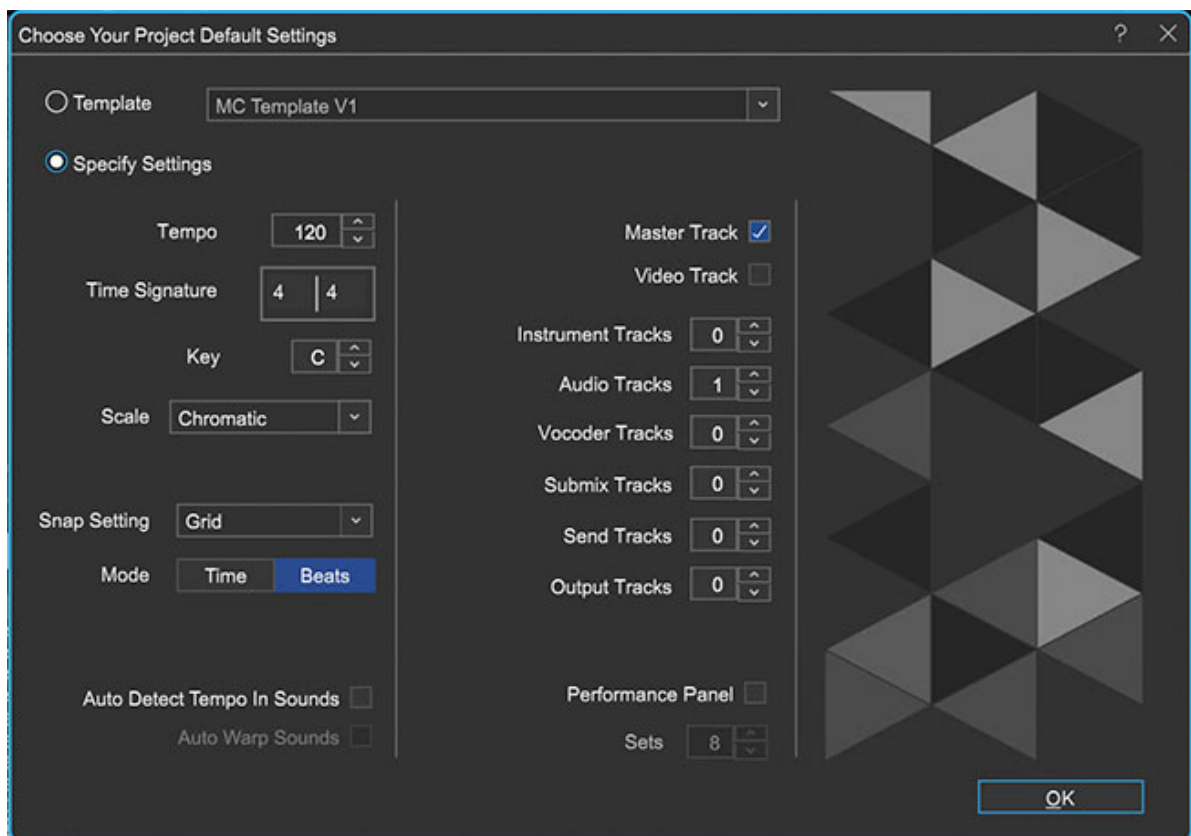 Choose Your Project Default Settings ? ×
Template MC Template V1
Specify Settings
Tempo 120
Time Signature 4 4
Key C
Scale Chromatic
Snap Setting Grid
Mode Time Beats
Auto Detect Tempo In Sounds
Auto Warp Sounds
Master Track
Video Track
Instrument Tracks 0
Audio Tracks 1
Vocoder Tracks 0
Submix Tracks 0
Send Tracks 0
Output Tracks 0
Performance Panel
Sets 8
OK